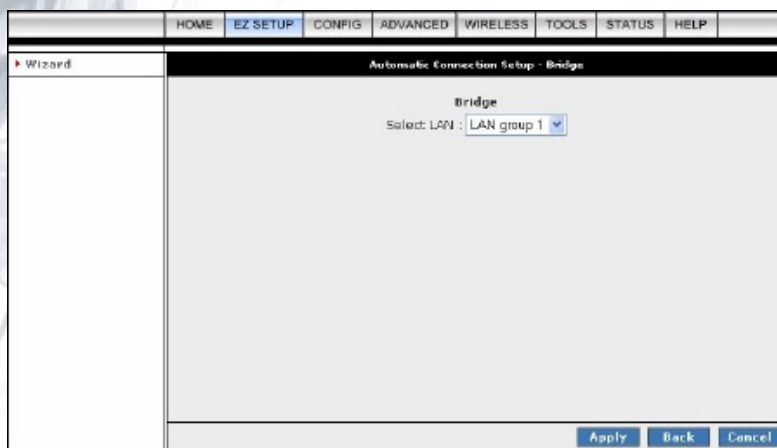 HOME EZ SETUP CONFIG ADVANCED WIRELESS TOOLS STATUS HELP
Wizard
Automatic Connection Setup - Bridge
Bridge
Select LAN : LAN group 1
Apply Back Cancel